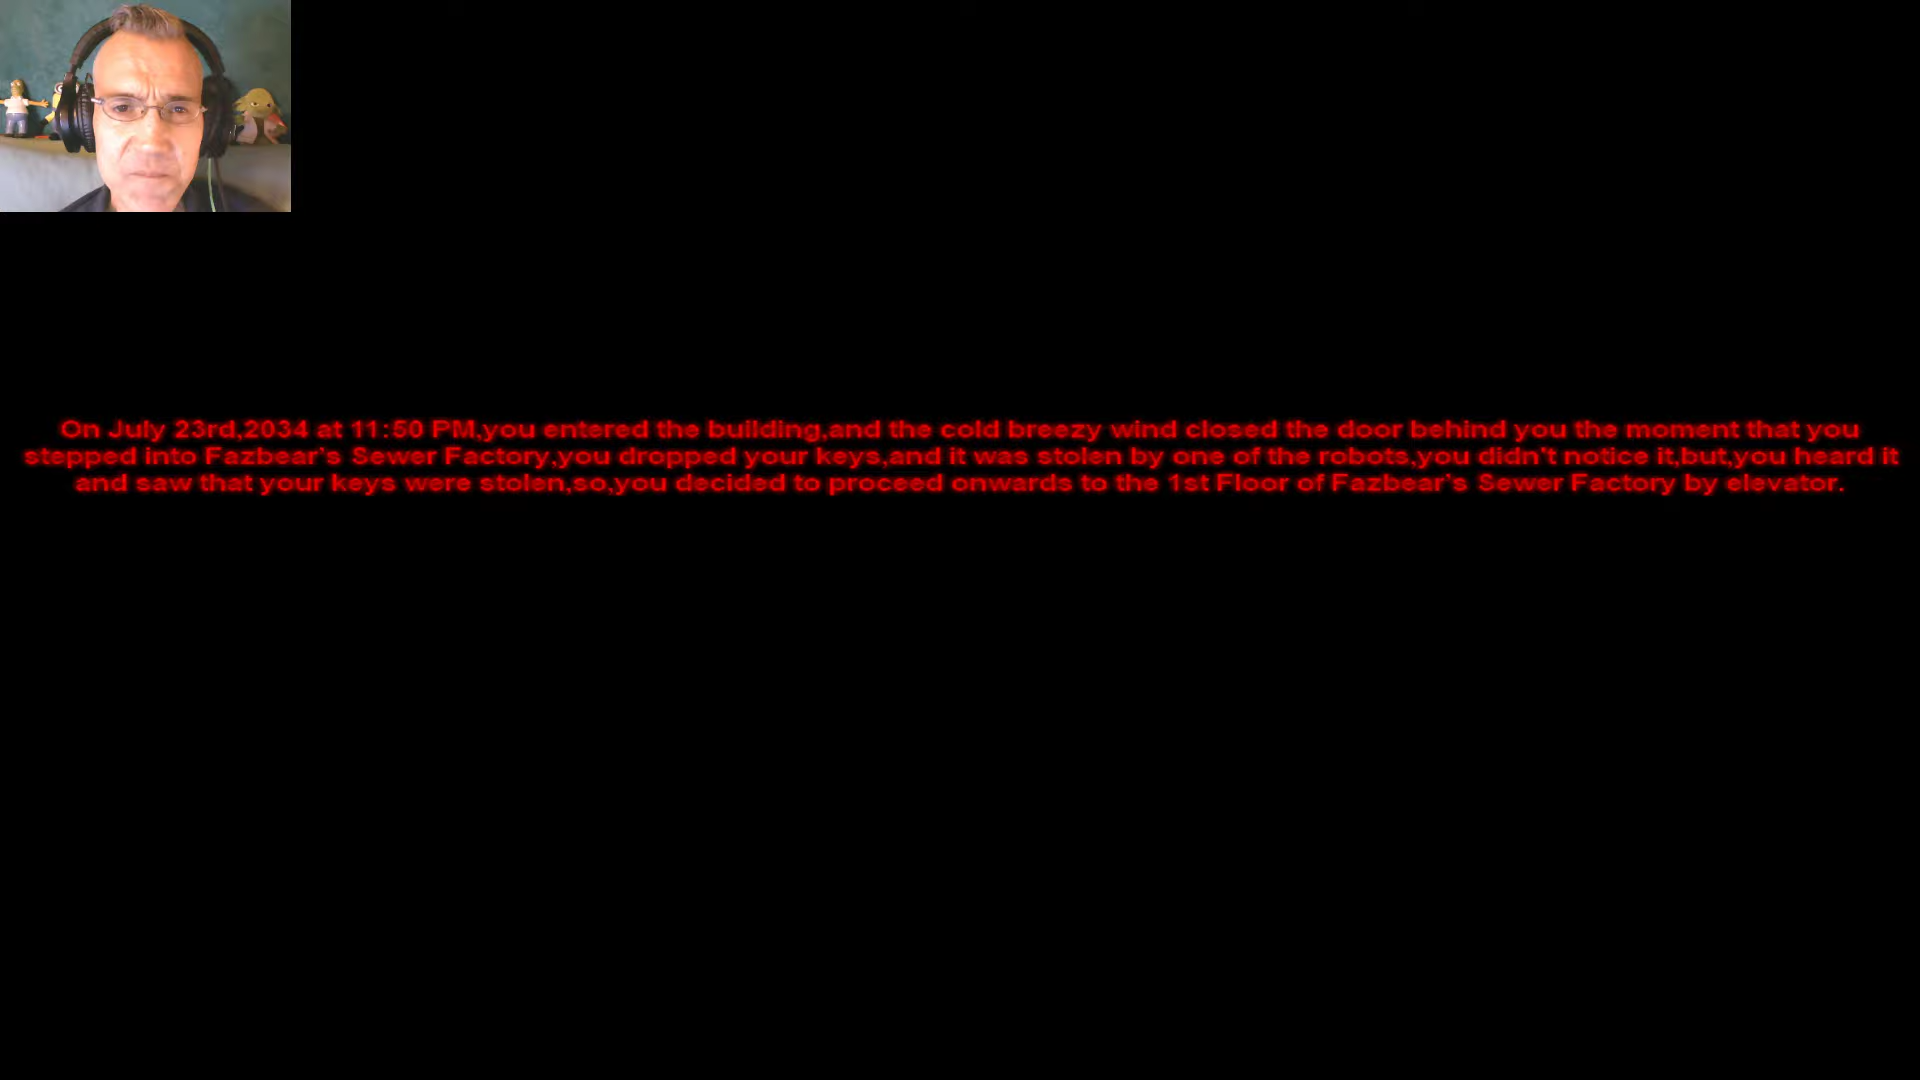 On July 23rd,2034 at 11:50 PM,you entered the building,and the cold breezy wind closed the door behind you the moment that you
stepped into Fazbear's Sewer Factory,you dropped your keys,and it was stolen by one of the robots,you didn't notice it,but,you heard it
and saw that your keys were stolen,so,you decided to proceed onwards to the 1st Floor of Fazbear's Sewer Factory by elevator.